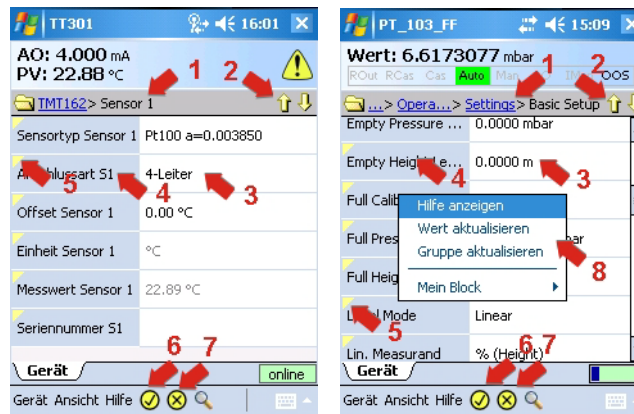 TT301
16:01
AO: 4.000 mA
PV: 22.88 °C
1
2
TMT162> Sensor 1
Sensortyp Sensor 1 Pt100 a=0.003850
5
Anschlussart S1 4-Leiter
4
3
Offset Sensor 1 0.00 °C
Einheit Sensor 1 °C
Messwert Sensor 1 22.89 °C
Seriennummer S1
6
7
Gerät
online
Gerät Ansicht Hilfe
PT_103_FF
15:09
Wert: 6.6173077 mbar
1
2
ROut RCas Cas Auto Man OOS
...> Opera...> Settings> Basic Setup
Empty Pressure ... 0.0000 mbar
Empty Height 0.0000 m
4
3
Full
Hilfe anzeigen
Wert aktualisieren
Full
Gruppe aktualisieren
8
Full
Mein Block
5
Mode Linear
Lin. Measurand % (Height)
6
7
Gerät
Gerät Ansicht Hilfe